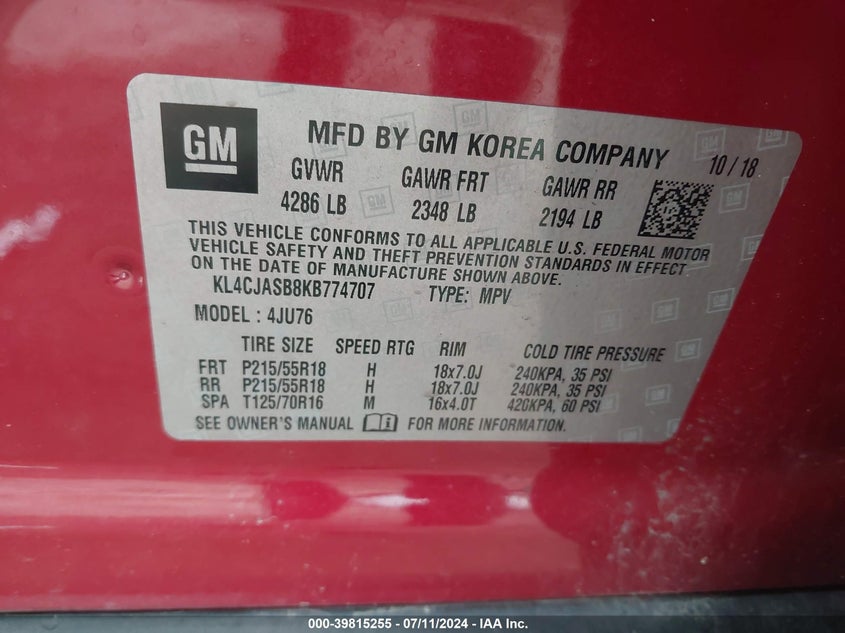 GM
MFD BY GM KOREA COMPANY 10 / 18
GVWR GAWR FRT GAWR RR
4286 LB 2348 LB 2194 LB
THIS VEHICLE CONFORMS TO ALL APPLICABLE U.S. FEDERAL MOTOR
VEHICLE SAFETY AND THEFT PREVENTION STANDARDS IN EFFECT
ON THE DATE OF MANUFACTURE SHOWN ABOVE.
KL4CJASB8KB774707 TYPE: MPV
MODEL : 4JU76
TIRE SIZE SPEED RTG RIM COLD TIRE PRESSURE
FRT P215/55R18 H 18x7.0J 240KPA, 35 PSI
RR P215/55R18 H 18x7.0J 240KPA, 35 PSI
SPA T125/70R16 M 16x4.0T 420KPA, 60 PSI
SEE OWNER'S MANUAL FOR MORE INFORMATION.
000-39815255 - 07/11/2024 - IAA Inc.